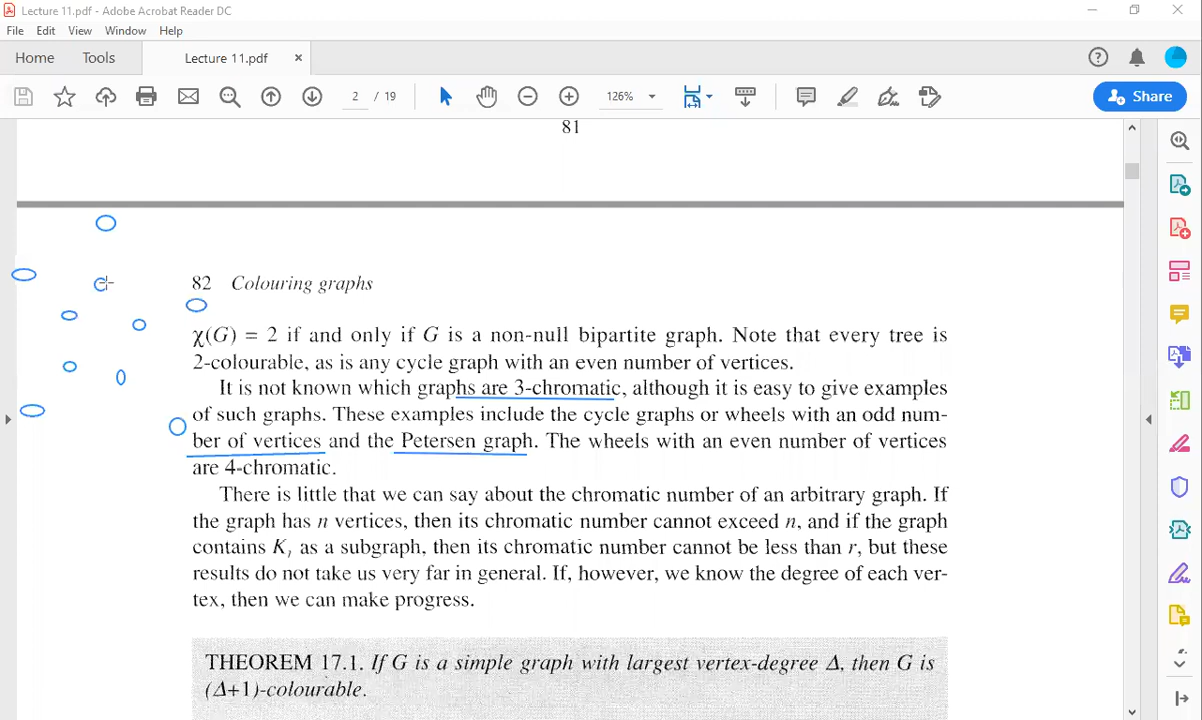 Lecture 11.pdf - Adobe Acrobat Reader DC
File Edit View Window Help
Home Tools Lecture 11.pdf ×
2 / 19 126% Share
81
82 Colouring graphs
χ(G) = 2 if and only if G is a non-null bipartite graph. Note that every tree is
2-colourable, as is any cycle graph with an even number of vertices.
It is not known which graphs are 3-chromatic, although it is easy to give examples
of such graphs. These examples include the cycle graphs or wheels with an odd num-
ber of vertices and the Petersen graph. The wheels with an even number of vertices
are 4-chromatic.
There is little that we can say about the chromatic number of an arbitrary graph. If
the graph has n vertices, then its chromatic number cannot exceed n, and if the graph
contains Kr as a subgraph, then its chromatic number cannot be less than r, but these
results do not take us very far in general. If, however, we know the degree of each ver-
tex, then we can make progress.
THEOREM 17.1. If G is a simple graph with largest vertex-degree Δ, then G is
(Δ+1)-colourable.